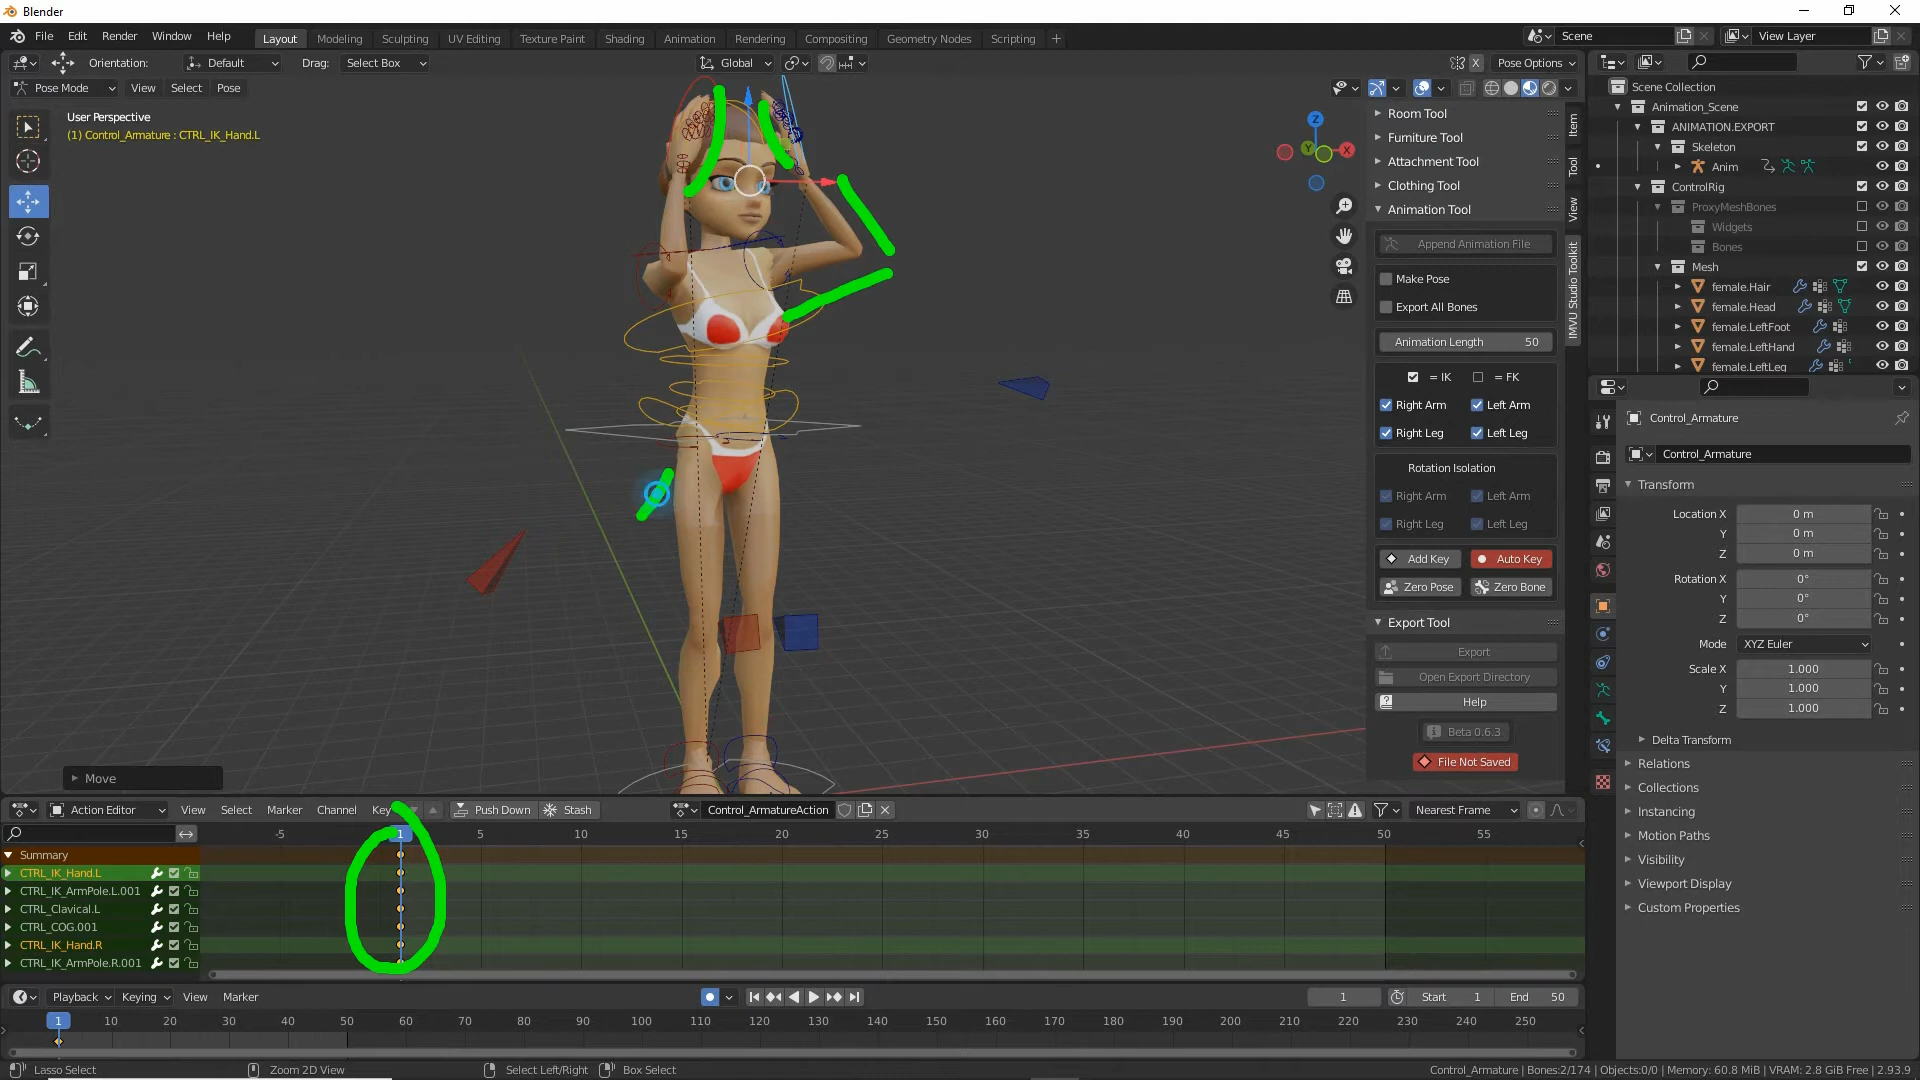 Blender
File Edit Render Window Help Layout Modeling Sculpting UV Editing Texture Paint Shading Animation Rendering Compositing Geometry Nodes Scripting + Scene View Layer
Orientation: Default Drag: Select Box Global X Pose Options
Pose Mode View Select Pose
User Perspective
(1) Control_Armature : CTRL_IK_Hand.L
Z
Y
X
Room Tool
Furniture Tool
Attachment Tool
Clothing Tool
Animation Tool
Append Animation File
Make Pose
Export All Bones
Animation Length 50
= IK = FK
Right Arm Left Arm
Right Leg Left Leg
Rotation Isolation
Right Arm Left Arm
Right Leg Left Leg
Add Key Auto Key
Zero Pose Zero Bone
Export Tool
Export
Open Export Directory
Help
Beta 0.6.3
File Not Saved
Item
Tool
View
IMVU Studio Toolkit
Scene Collection
Animation_Scene
ANIMATION.EXPORT
Skeleton
Anim
ControlRig
ProxyMeshBones
Widgets
Bones
Mesh
female.Hair
female.Head
female.LeftFoot
female.LeftHand
female.LeftLeg
Control_Armature
Control_Armature
Transform
Location X 0 m
Y 0 m
Z 0 m
Rotation X 0°
Y 0°
Z 0°
Mode XYZ Euler
Scale X 1.000
Y 1.000
Z 1.000
Delta Transform
Relations
Collections
Instancing
Motion Paths
Visibility
Viewport Display
Custom Properties
Move
Action Editor View Select Marker Channel Key Push Down Stash Control_ArmatureAction Nearest Frame
-5 1 5 10 15 20 25 30 35 40 45 50 55
Summary
CTRL_IK_Hand.L
CTRL_IK_ArmPole.L.001
CTRL_Clavical.L
CTRL_COG.001
CTRL_IK_Hand.R
CTRL_IK_ArmPole.R.001
Playback Keying View Marker 1 Start 1 End 50
1 10 20 30 40 50 60 70 80 90 100 110 120 130 140 150 160 170 180 190 200 210 220 230 240 250
Lasso Select Zoom 2D View Select Left/Right Box Select Control_Armature | Bones:2/174 | Objects:0/0 | Memory: 60.8 MiB | VRAM: 2.8 GiB Free | 2.93.9